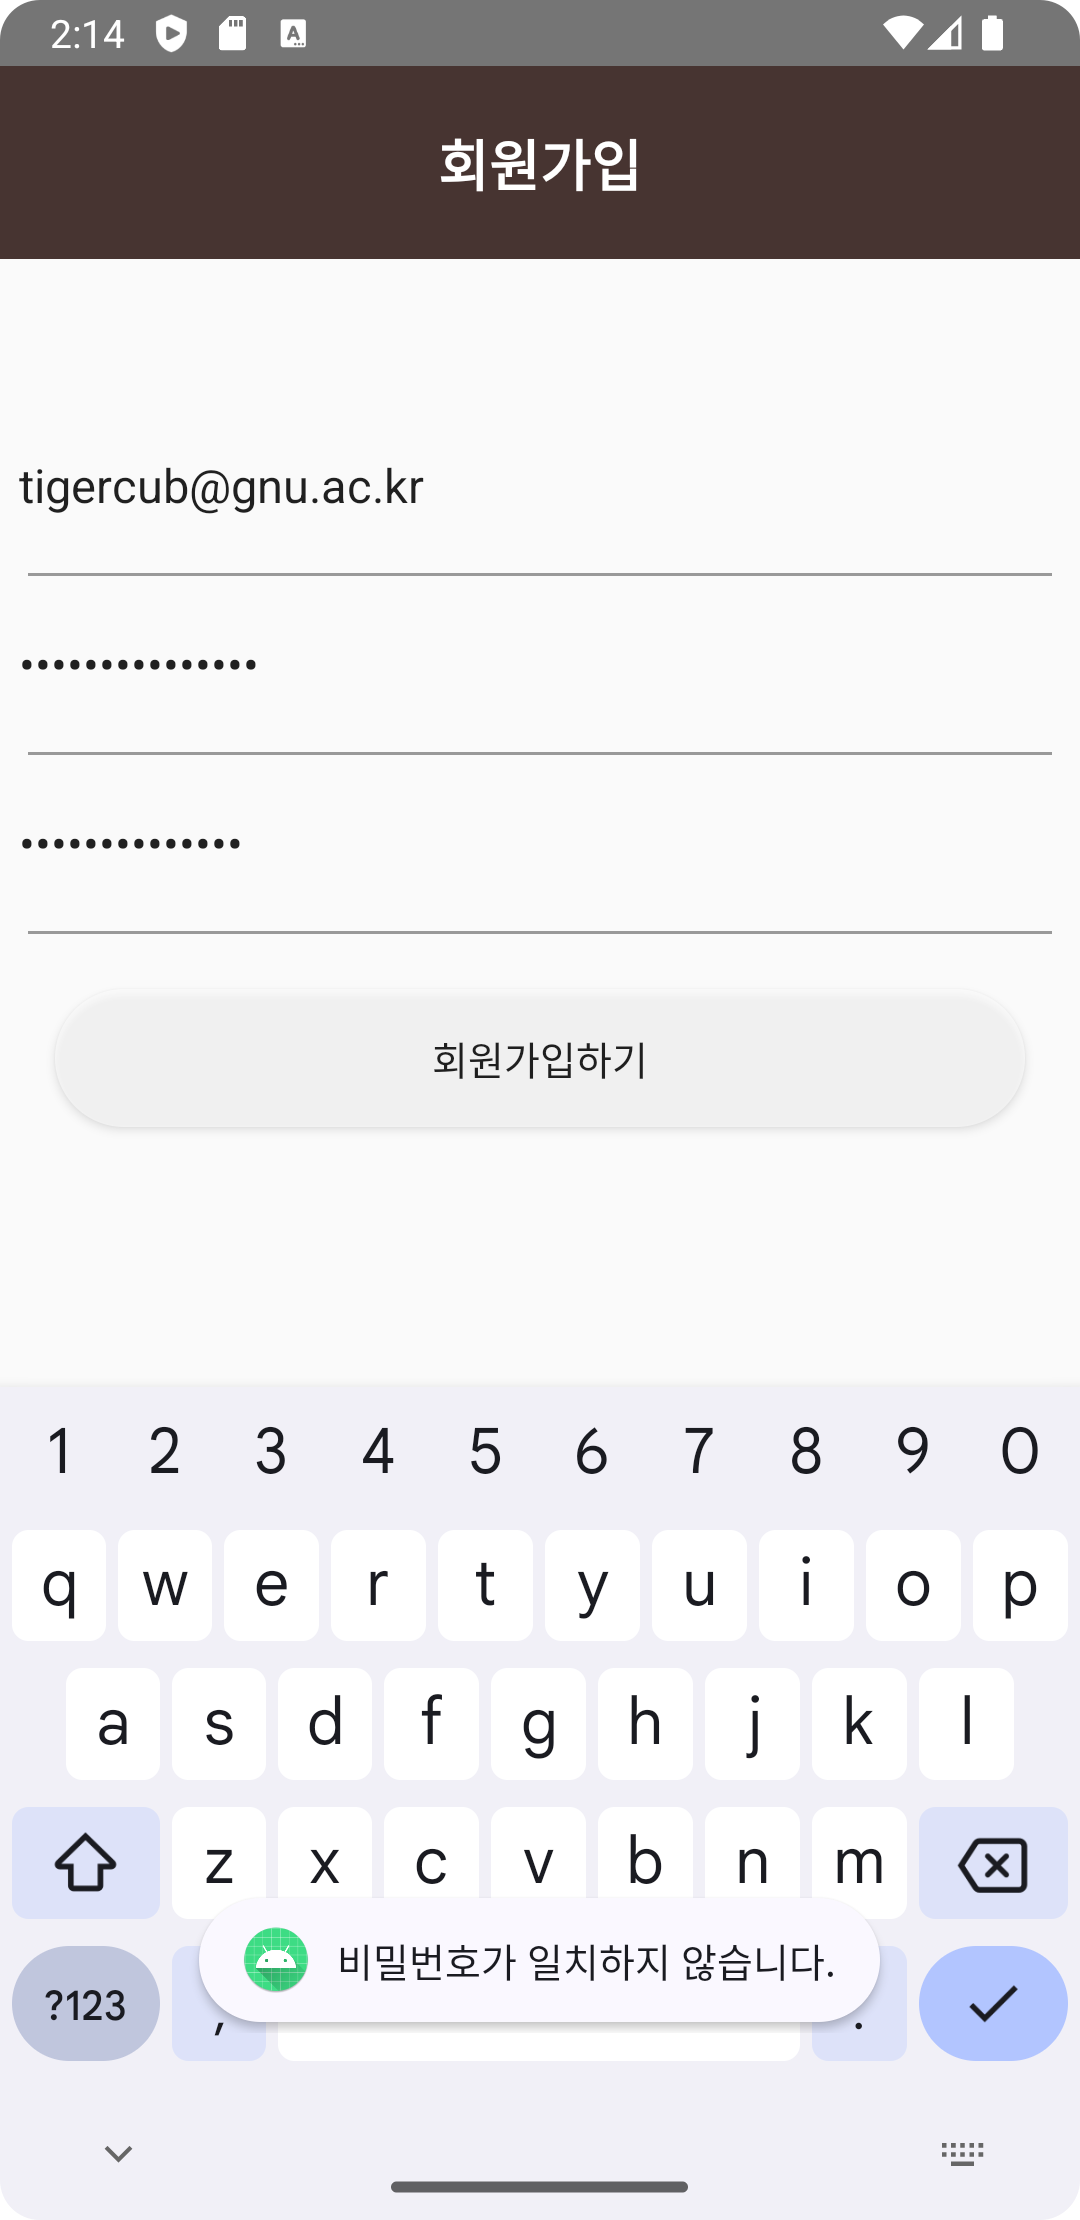 2:14
회원가입
tigercub@gnu.ac.kr
•••••••••••••••
••••••••••••••
회원가입하기
1 2 3 4 5 6 7 8 9 0
q w e r t y u i o p
a s d f g h j k l
z x c v b n m
비밀번호가 일치하지 않습니다.
?123 , .